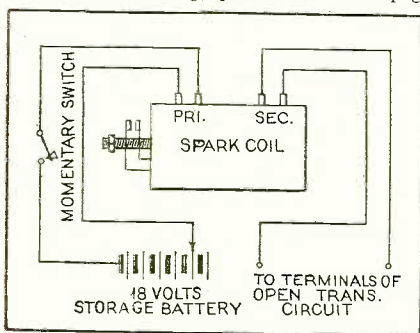 MOMENTARY SWITCH
PRI.
SEC.
SPARK COIL
18 VOLTS
STORAGE BATTERY
TO TERMINALS OF
OPEN TRANS.
CIRCUIT